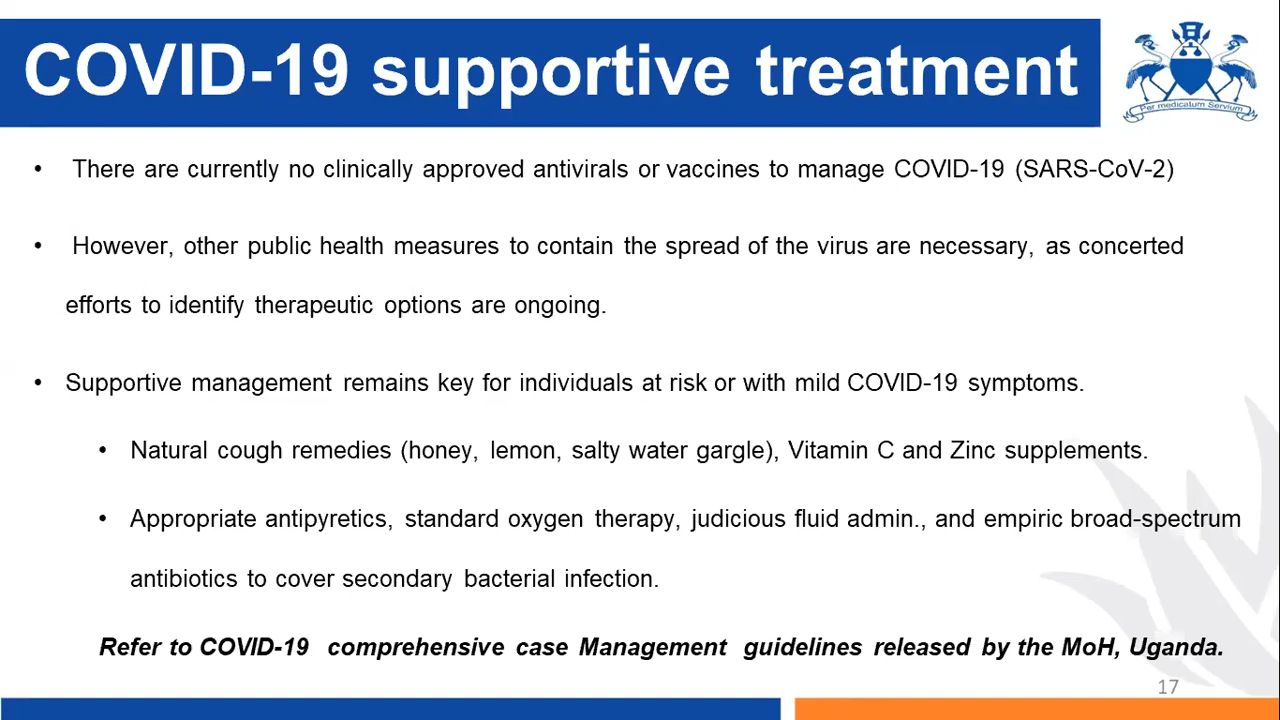 COVID-19 supportive treatment
Per medicatum Servium
• There are currently no clinically approved antivirals or vaccines to manage COVID-19 (SARS-CoV-2)
• However, other public health measures to contain the spread of the virus are necessary, as concerted
efforts to identify therapeutic options are ongoing.
• Supportive management remains key for individuals at risk or with mild COVID-19 symptoms.
• Natural cough remedies (honey, lemon, salty water gargle), Vitamin C and Zinc supplements.
• Appropriate antipyretics, standard oxygen therapy, judicious fluid admin., and empiric broad-spectrum
antibiotics to cover secondary bacterial infection.
Refer to COVID-19 comprehensive case Management guidelines released by the MoH, Uganda.
17